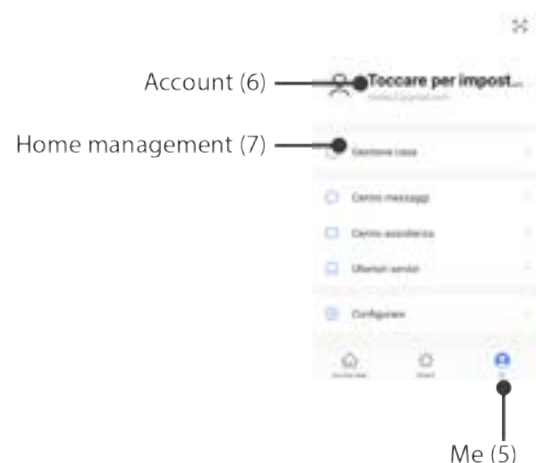 Account (6)
Toccare per impost...
Home management (7)
Gestione casa
Centro messaggi
Centro assistenza
Ulteriori servizi
Configurare
Me (5)